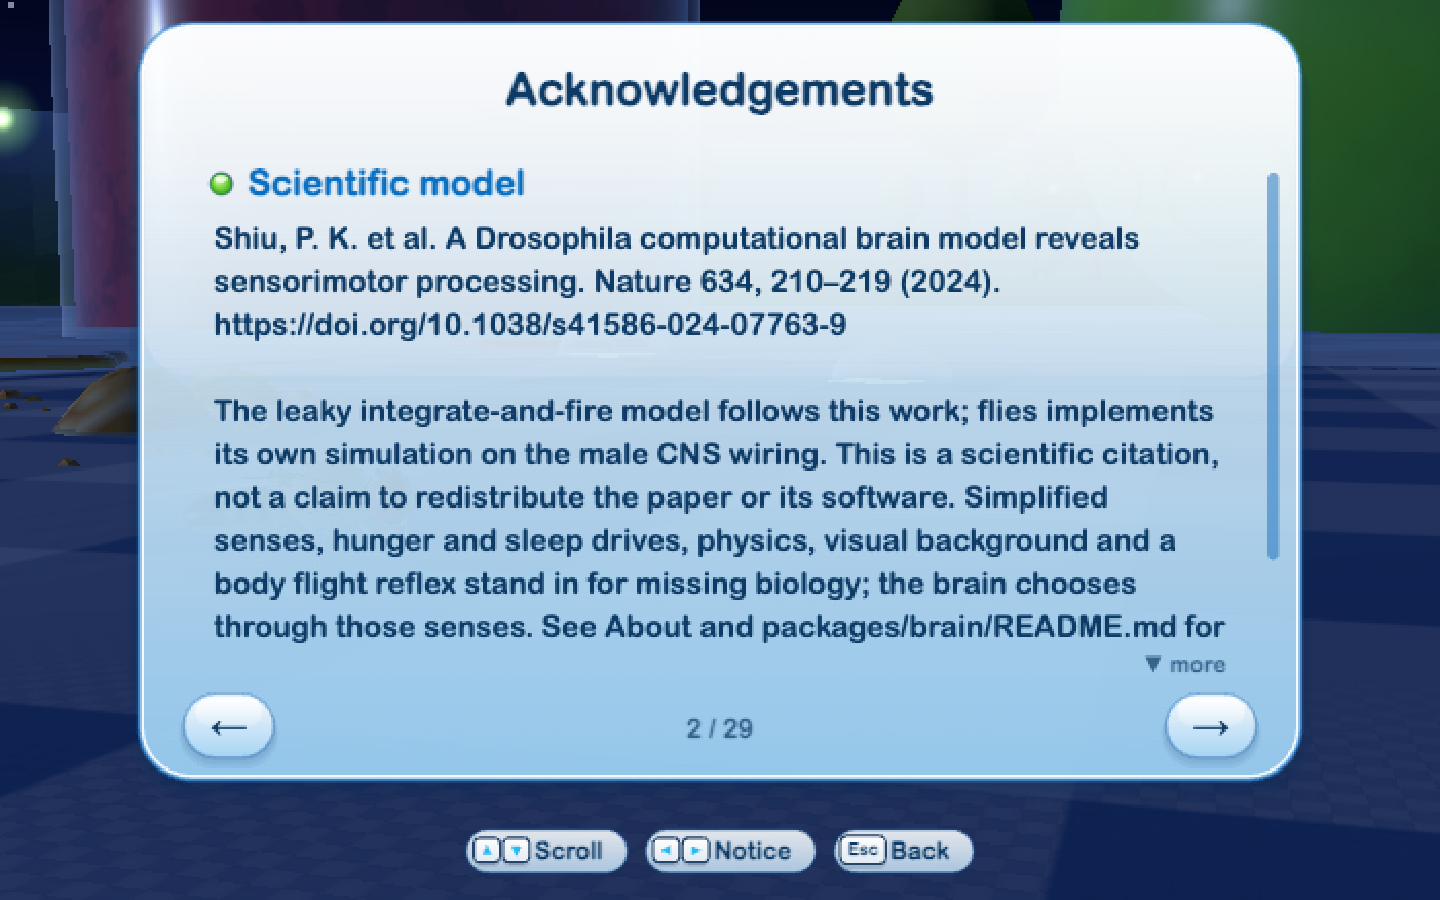 Acknowledgements
Scientific model
Shiu, P. K. et al. A Drosophila computational brain model reveals
sensorimotor processing. Nature 634, 210–219 (2024).
https://doi.org/10.1038/s41586-024-07763-9
The leaky integrate-and-fire model follows this work; flies implements
its own simulation on the male CNS wiring. This is a scientific citation,
not a claim to redistribute the paper or its software. Simplified
senses, hunger and sleep drives, physics, visual background and a
body flight reflex stand in for missing biology; the brain chooses
through those senses. See About and packages/brain/README.md for
▼ more
← 2 / 29 →
▲ ▼ Scroll ◄ ► Notice Esc Back